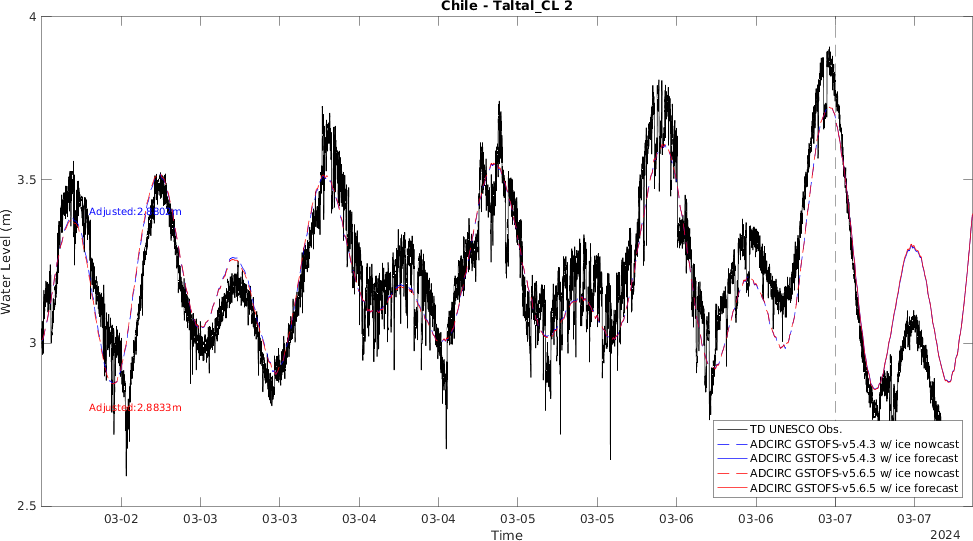 Chile - Taltal_CL 2
4
3.5
3
2.5
Water Level (m)
Adjusted:2.8802m
Adjusted:2.8833m
TD UNESCO Obs.
ADCIRC GSTOFS-v5.4.3 w/ ice nowcast
ADCIRC GSTOFS-v5.4.3 w/ ice forecast
ADCIRC GSTOFS-v5.6.5 w/ ice nowcast
ADCIRC GSTOFS-v5.6.5 w/ ice forecast
03-02 03-03 03-03 03-04 03-04 03-05 03-05 03-06 03-06 03-07 03-07
Time
2024